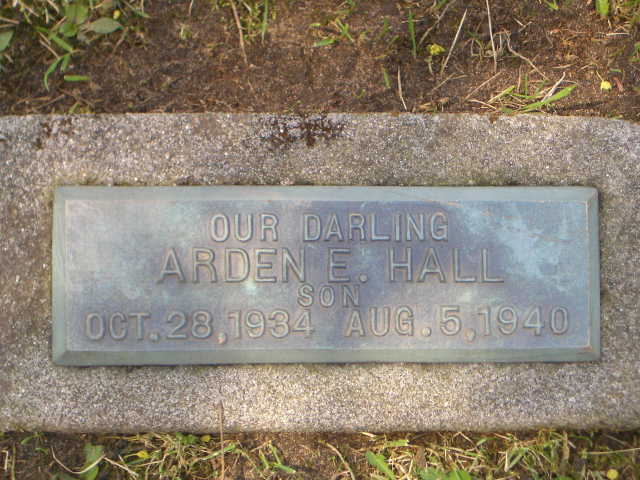 OUR DARLING
ARDEN E. HALL
SON
OCT. 28, 1934 AUG. 5, 1940